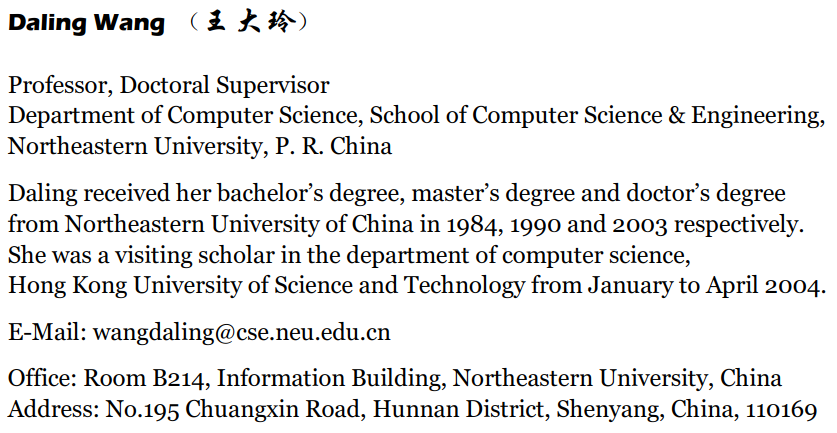 Daling Wang （王大玲）
Professor, Doctoral Supervisor
Department of Computer Science, School of Computer Science & Engineering,
Northeastern University, P. R. China
Daling received her bachelor’s degree, master’s degree and doctor’s degree
from Northeastern University of China in 1984, 1990 and 2003 respectively.
She was a visiting scholar in the department of computer science,
Hong Kong University of Science and Technology from January to April 2004.
E-Mail: wangdaling@cse.neu.edu.cn
Office: Room B214, Information Building, Northeastern University, China
Address: No.195 Chuangxin Road, Hunnan District, Shenyang, China, 110169